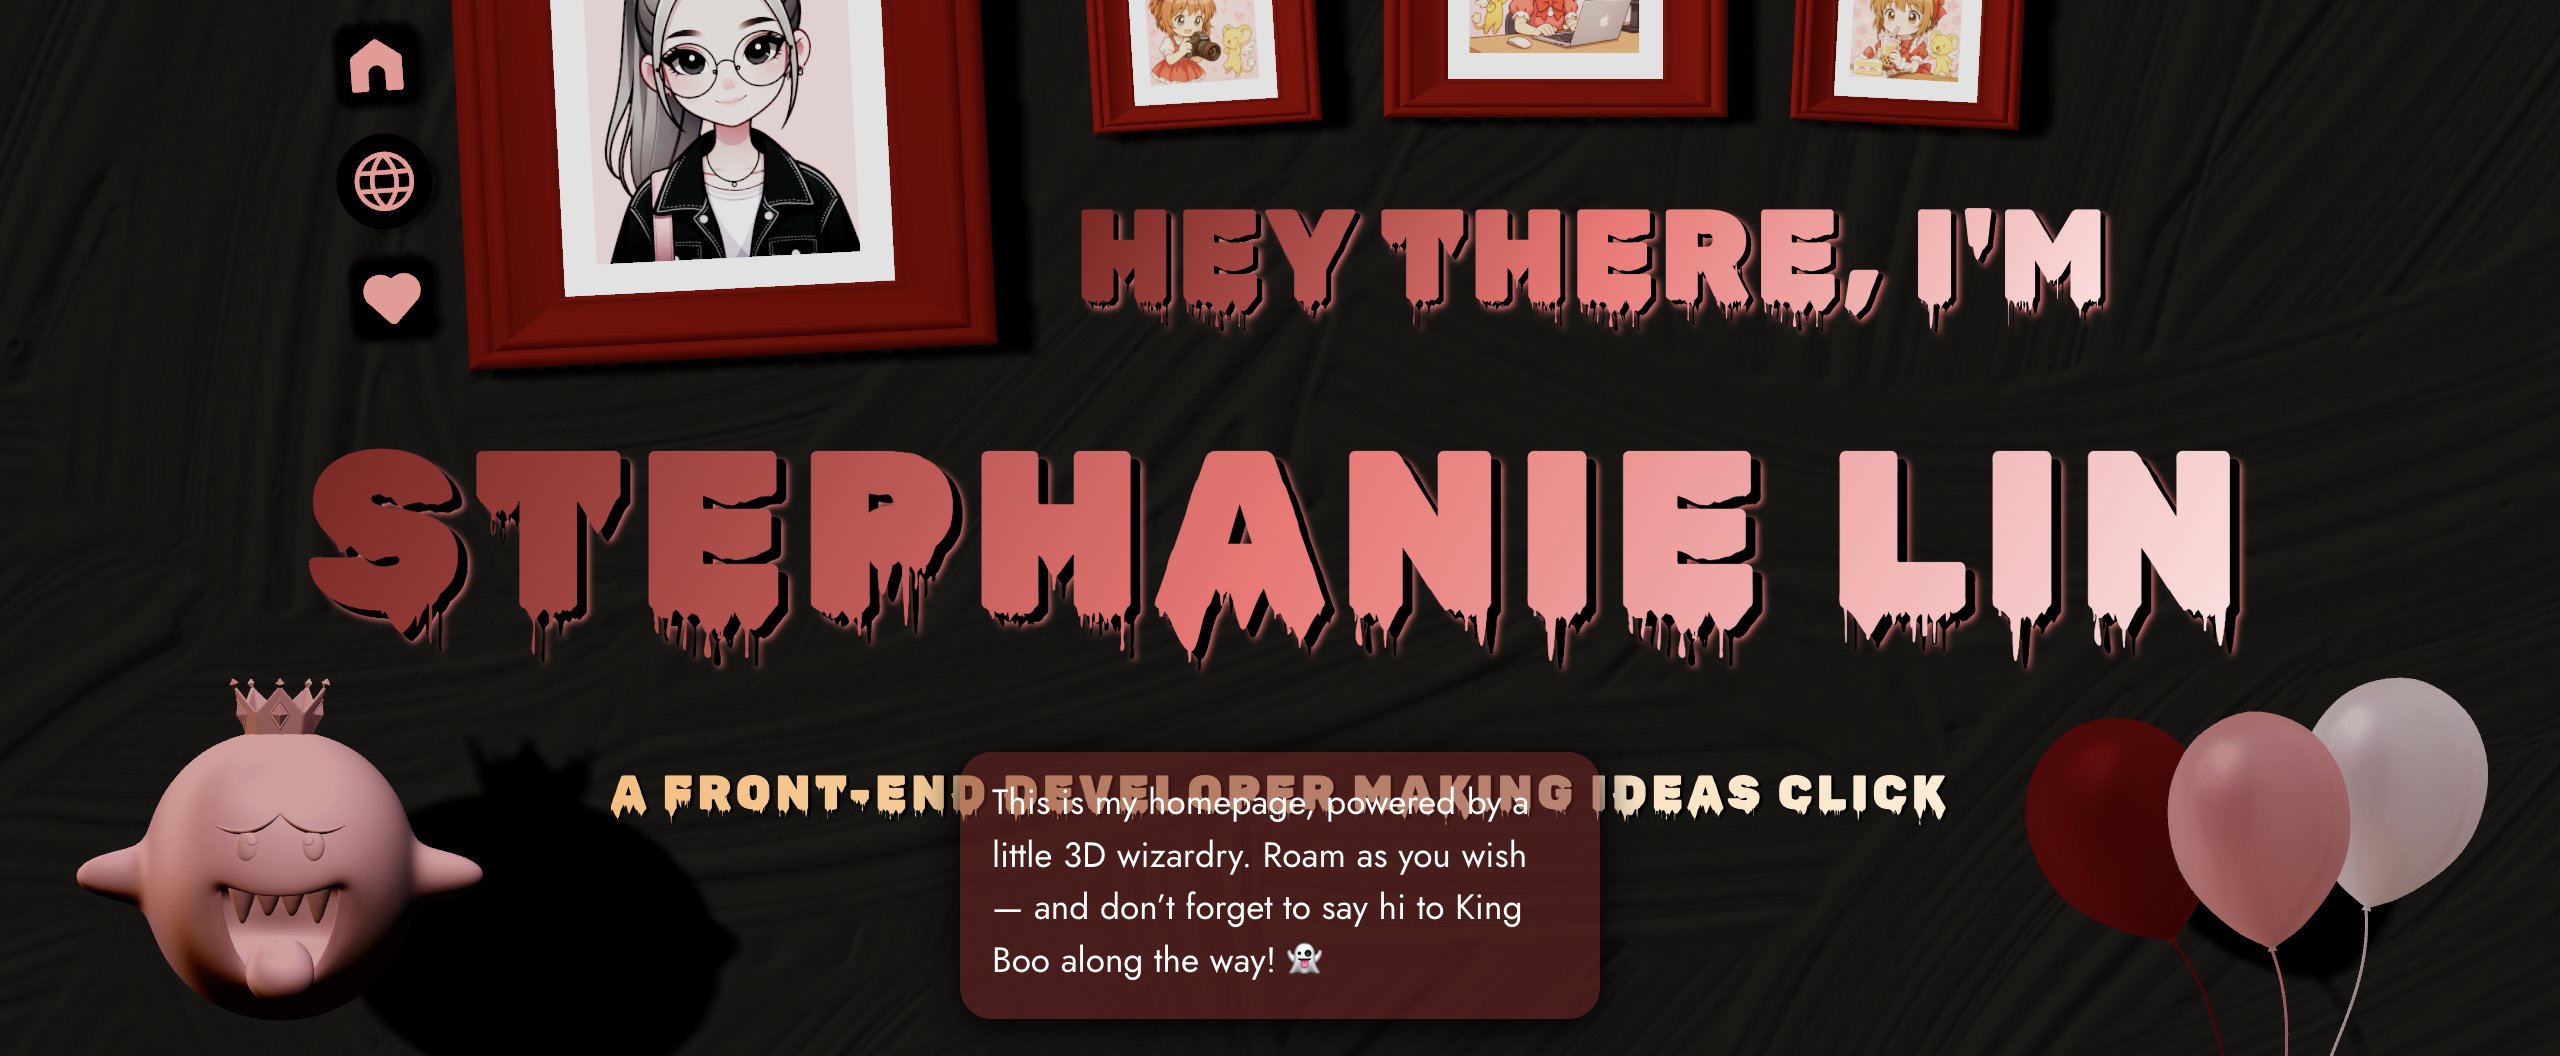 HEY THERE, I'M
STEPHANIE LIN
A FRONT-END DEVELOPER MAKING IDEAS CLICK
This is my homepage, powered by a
little 3D wizardry. Roam as you wish
— and don’t forget to say hi to King
Boo along the way! 👻